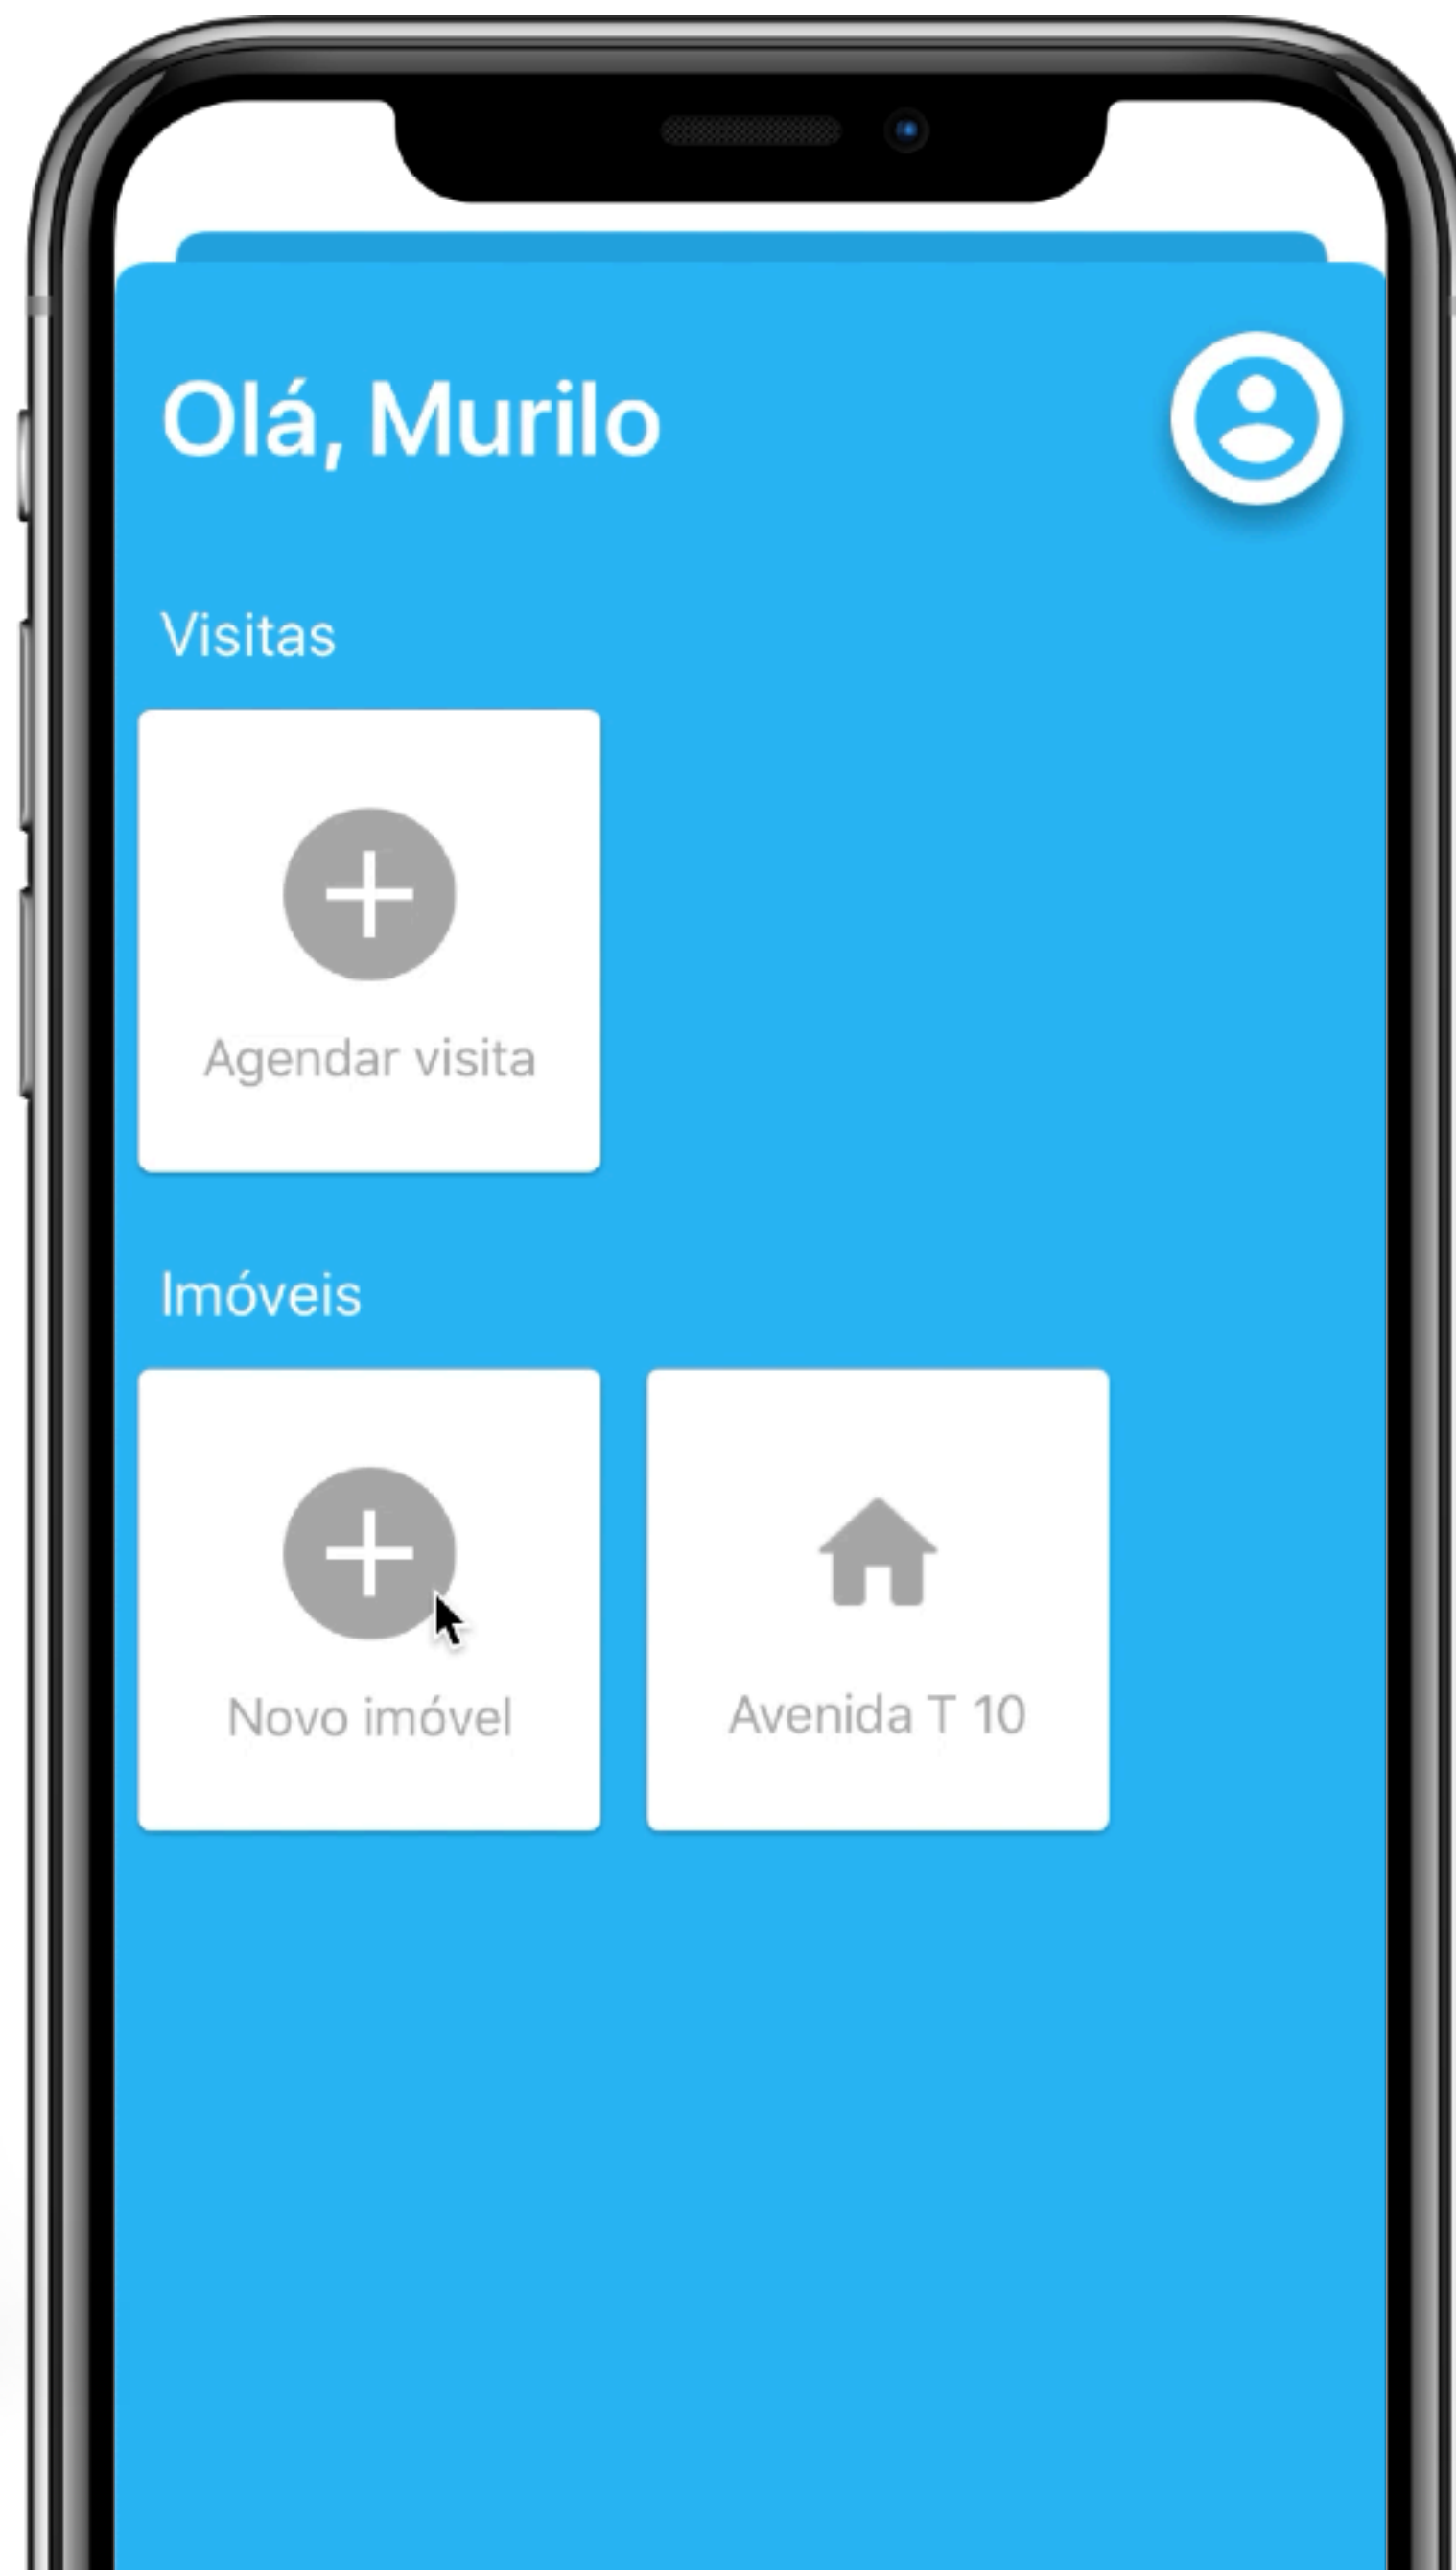 Olá, Murilo
Visitas
Agendar visita
Imóveis
Novo imóvel
Avenida T 10